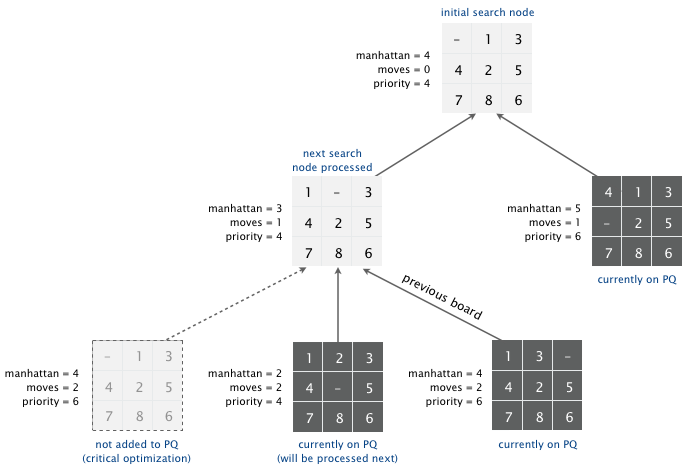 initial search node
– 1 3
4 2 5
7 8 6
manhattan = 4
moves = 0
priority = 4
next search
node processed
1 – 3
4 2 5
7 8 6
manhattan = 3
moves = 1
priority = 4
4 1 3
– 2 5
7 8 6
manhattan = 5
moves = 1
priority = 6
currently on PQ
previous board
– 1 3
4 2 5
7 8 6
manhattan = 4
moves = 2
priority = 6
not added to PQ
(critical optimization)
1 2 3
4 – 5
7 8 6
manhattan = 2
moves = 2
priority = 4
currently on PQ
(will be processed next)
1 3 –
4 2 5
7 8 6
manhattan = 4
moves = 2
priority = 6
currently on PQ